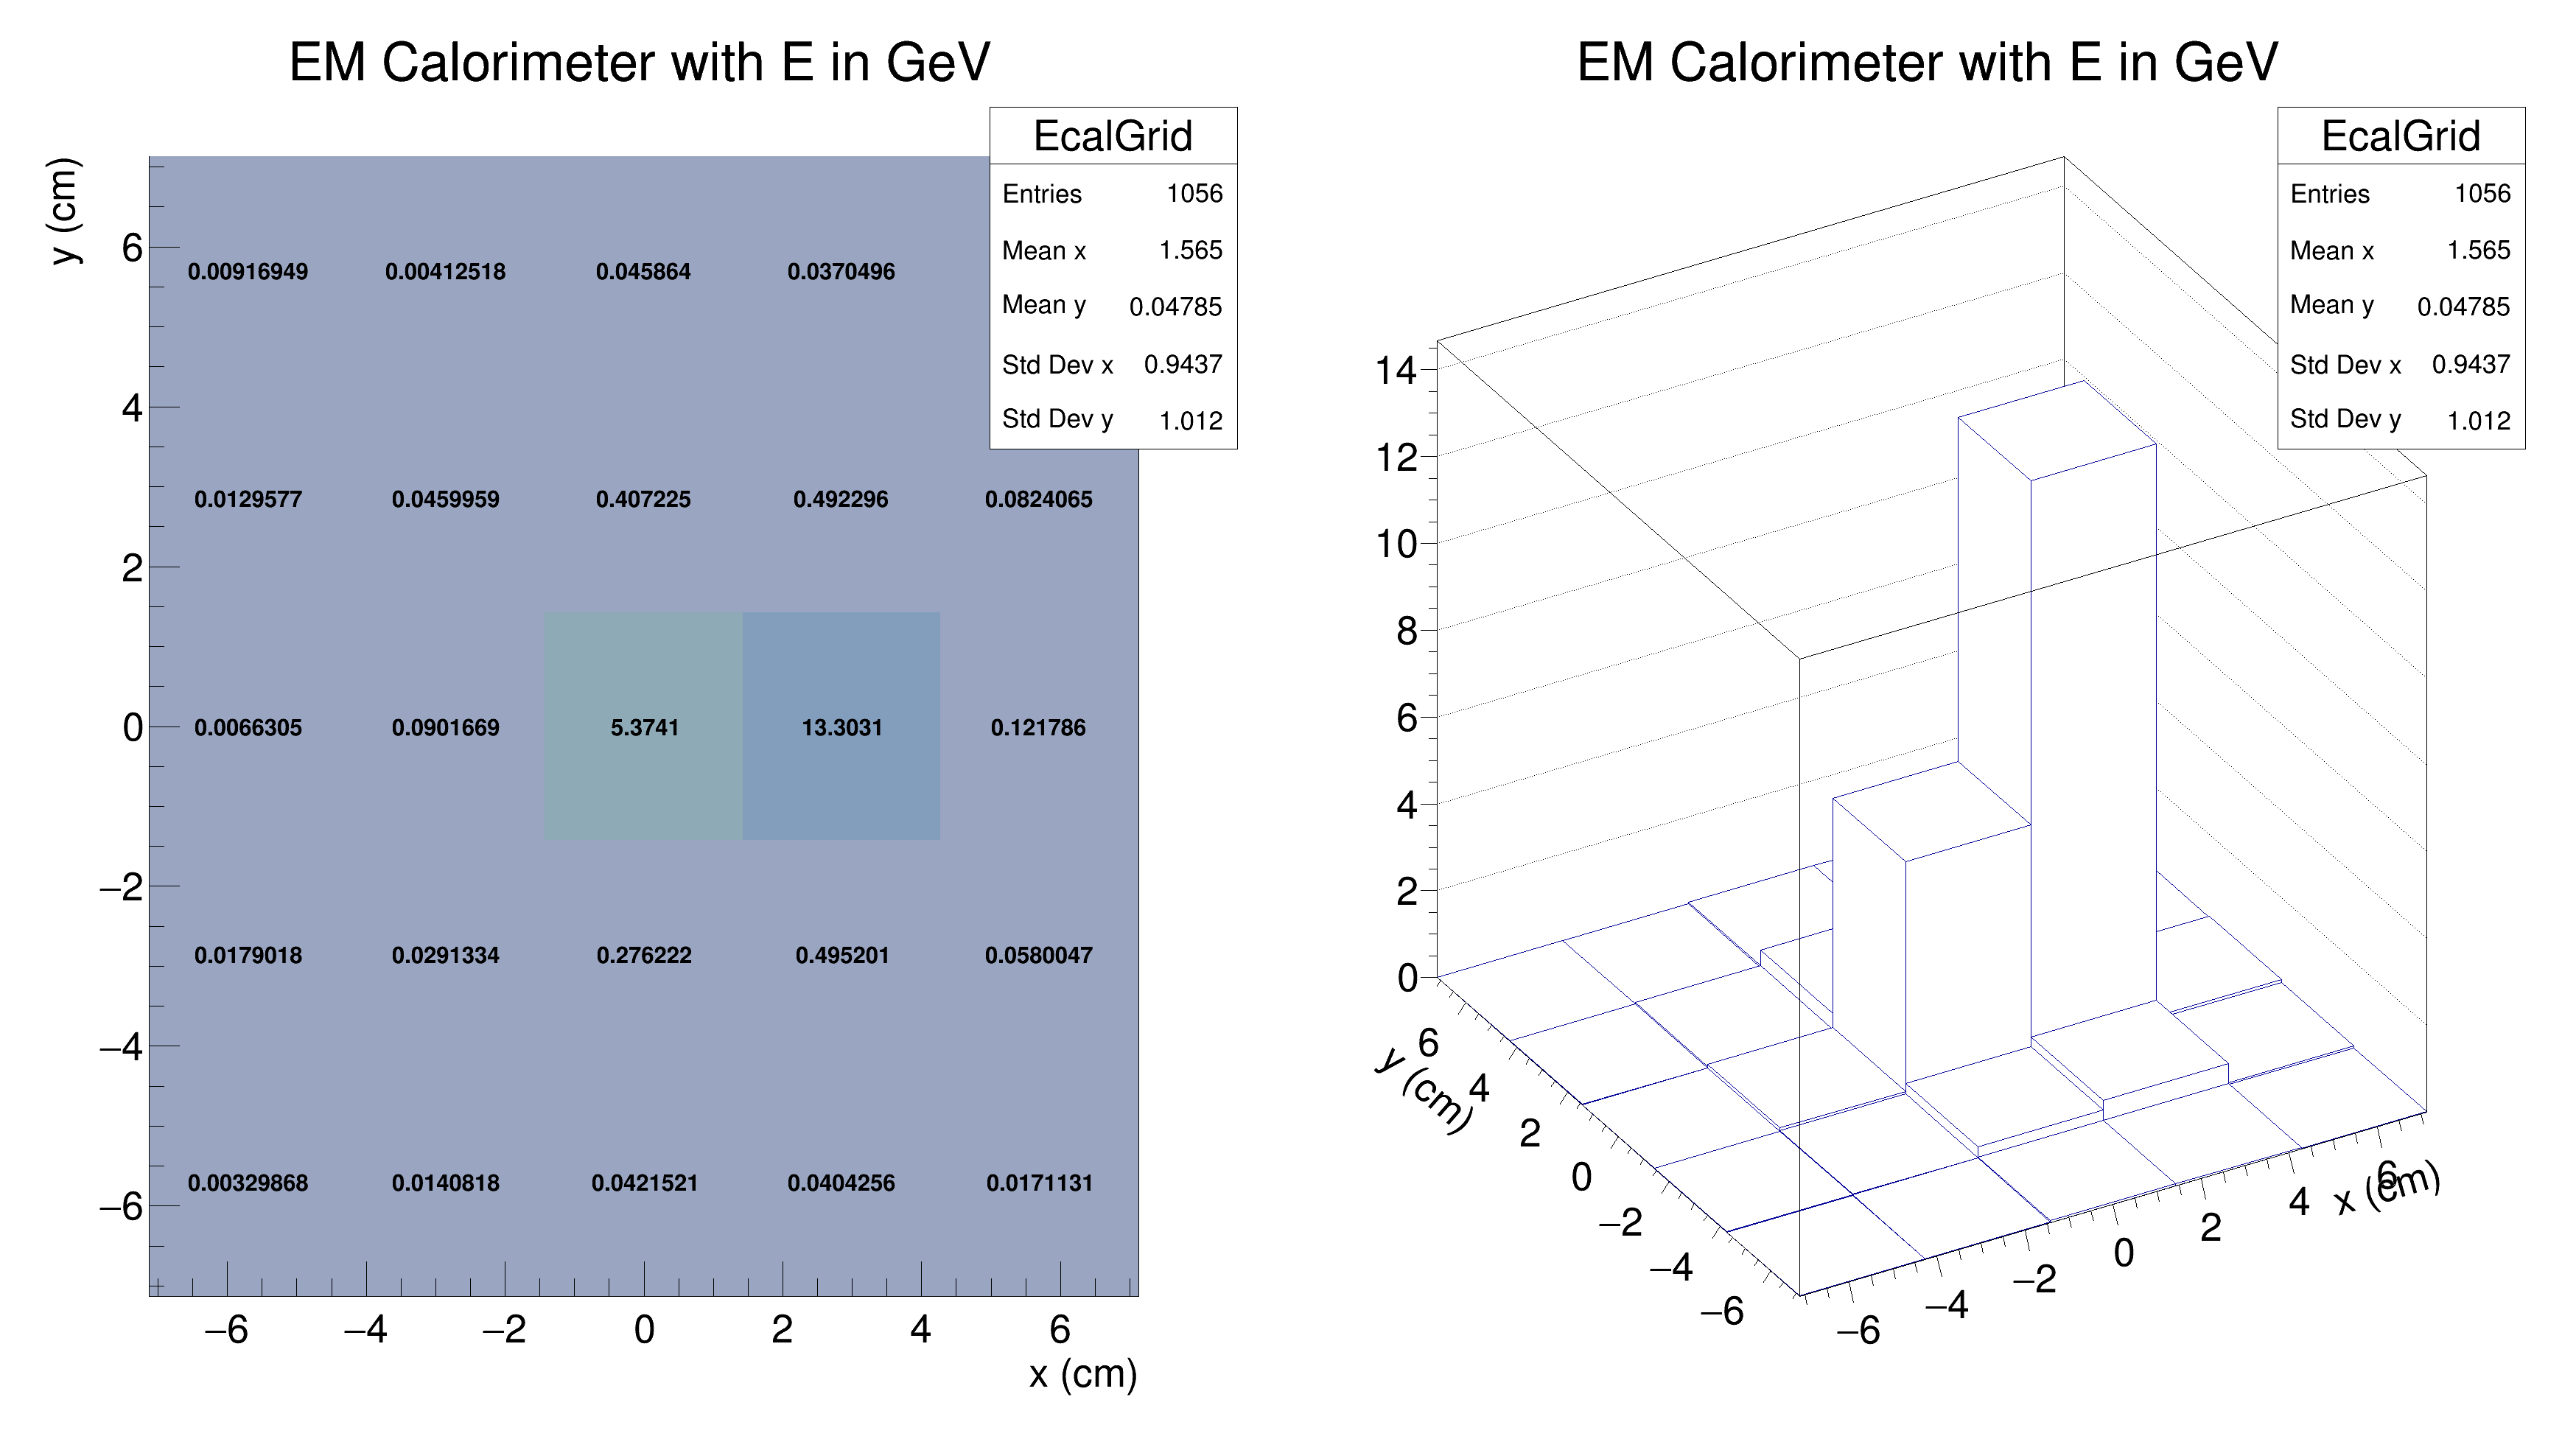 EM Calorimeter with E in GeV
EcalGrid
Entries 1056
Mean x 1.565
Mean y 0.04785
Std Dev x 0.9437
Std Dev y 1.012
y (cm)
6
4
2
0
−2
−4
−6
0.00916949 0.00412518 0.045864 0.0370496
0.0129577 0.0459959 0.407225 0.492296 0.0824065
0.0066305 0.0901669 5.3741 13.3031 0.121786
0.0179018 0.0291334 0.276222 0.495201 0.0580047
0.00329868 0.0140818 0.0421521 0.0404256 0.0171131
−6 −4 −2 0 2 4 6
x (cm)
EM Calorimeter with E in GeV
EcalGrid
Entries 1056
Mean x 1.565
Mean y 0.04785
Std Dev x 0.9437
Std Dev y 1.012
14
12
10
8
6
4
2
0
6
4
2
0
−2
−4
−6
y (cm)
−6
−4
−2
0
2
4
6
x (cm)